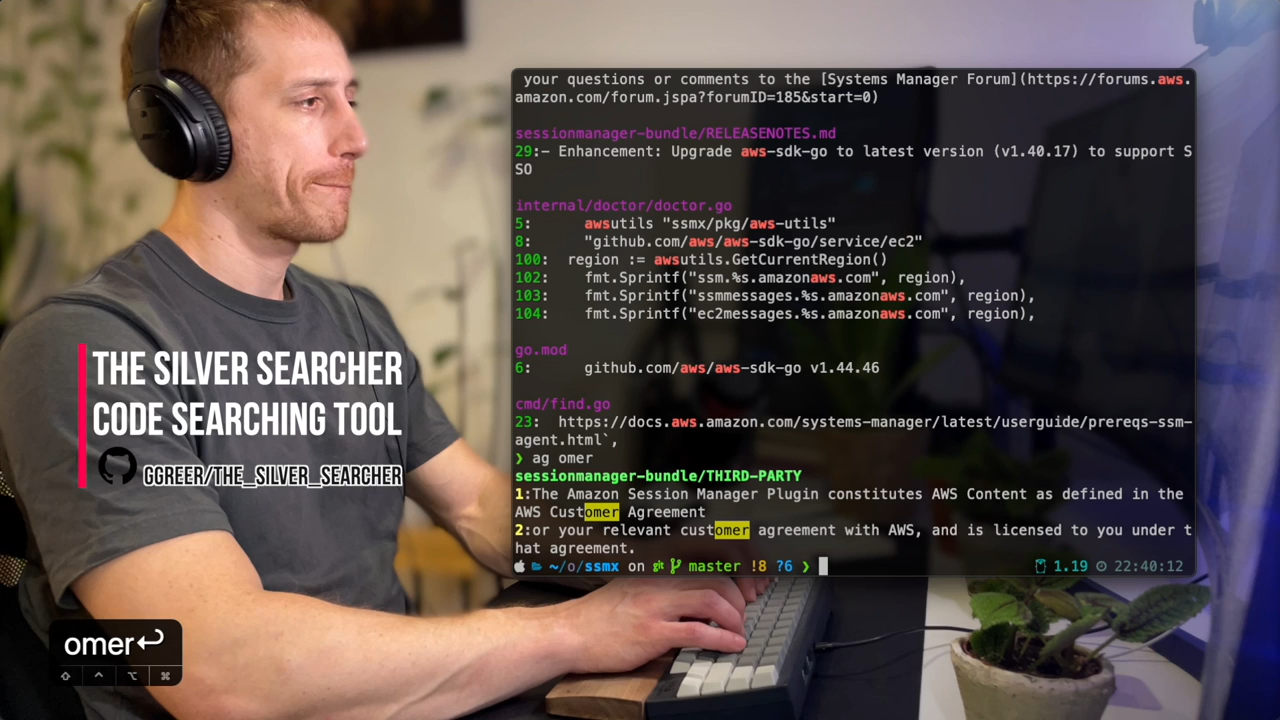 your questions or comments to the [Systems Manager Forum](https://forums.aws.
amazon.com/forum.jspa?forumID=185&start=0)
sessionmanager-bundle/RELEASENOTES.md
29:- Enhancement: Upgrade aws-sdk-go to latest version (v1.40.17) to support S
SO
internal/doctor/doctor.go
5: awsutils "ssmx/pkg/aws-utils"
8: "github.com/aws/aws-sdk-go/service/ec2"
100: region := awsutils.GetCurrentRegion()
102: fmt.Sprintf("ssm.%s.amazonaws.com", region),
103: fmt.Sprintf("ssmmessages.%s.amazonaws.com", region),
104: fmt.Sprintf("ec2messages.%s.amazonaws.com", region),
go.mod
6: github.com/aws/aws-sdk-go v1.44.46
cmd/find.go
23: https://docs.aws.amazon.com/systems-manager/latest/userguide/prereqs-ssm-
agent.html`,
❯ ag omer
sessionmanager-bundle/THIRD-PARTY
1:The Amazon Session Manager Plugin constitutes AWS Content as defined in the
AWS Customer Agreement
2:or your relevant customer agreement with AWS, and is licensed to you under t
hat agreement.
~/o/ssmx on git master !8 ?6 ❯ 1.19 22:40:12
THE SILVER SEARCHER
CODE SEARCHING TOOL
GGREER/THE_SILVER_SEARCHER
omer↩
⇧ ^ ⌥ ⌘